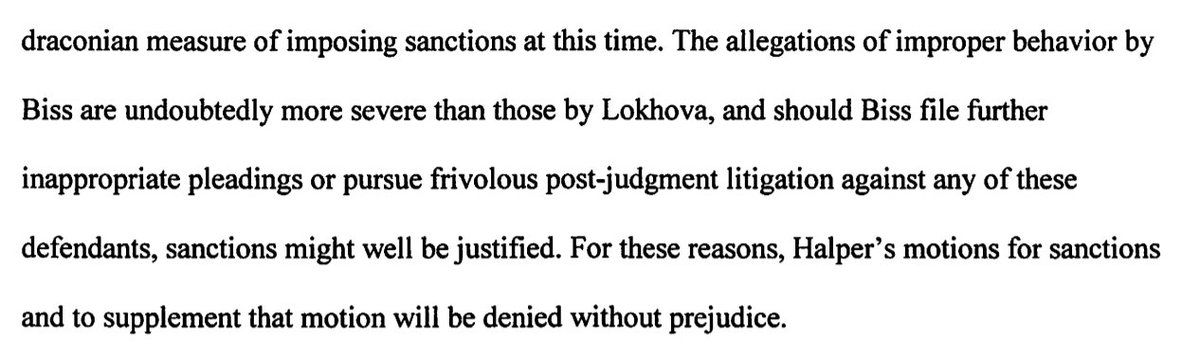 draconian measure of imposing sanctions at this time. The allegations of improper behavior by
Biss are undoubtedly more severe than those by Lokhova, and should Biss file further
inappropriate pleadings or pursue frivolous post-judgment litigation against any of these
defendants, sanctions might well be justified. For these reasons, Halper’s motions for sanctions
and to supplement that motion will be denied without prejudice.